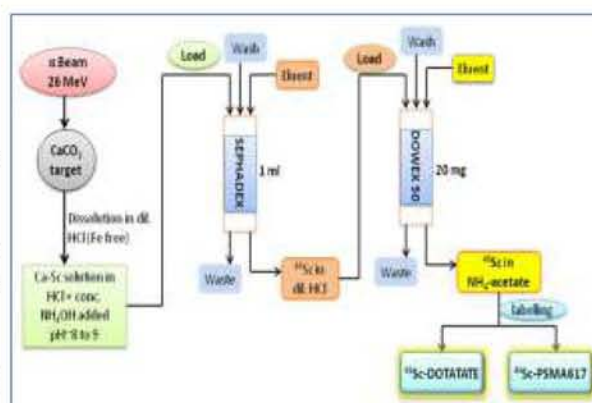 α Beam
26 MeV
CaCO3
target
Dissolution in dil.
HCl (Fe free)
Ca-Sc solution in
HCl + conc.
NH4OH added
pH~8 to 9
Load
Wash
Eluent
SEPHADEX
1 ml
Waste
Sc in
dil. HCl
Load
Wash
Eluent
DOWEX 50
20 mg
Waste
Sc in
NH4-acetate
labelling
Sc-DOTATATE
Sc-PSMA617